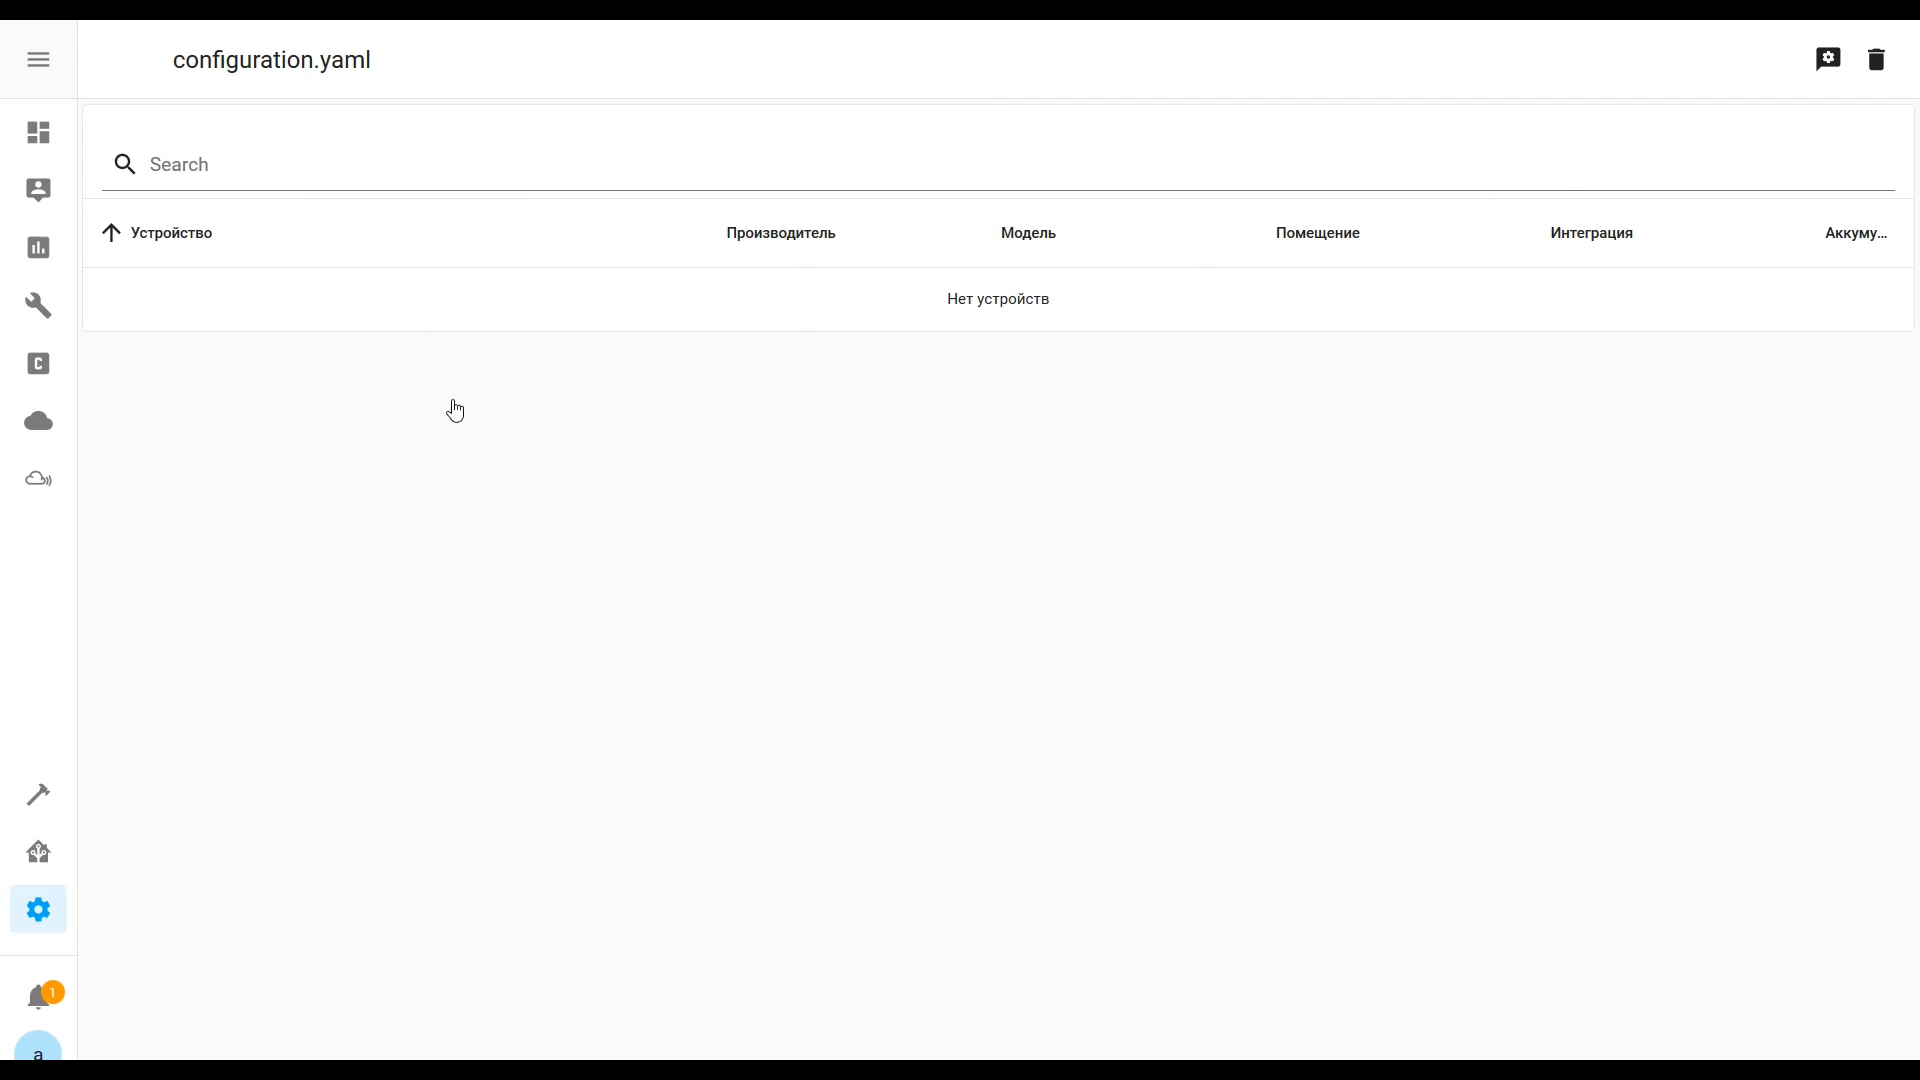 configuration.yaml
Search
Устройство Производитель Модель Помещение Интеграция Аккуму...
Нет устройств
C
1
a